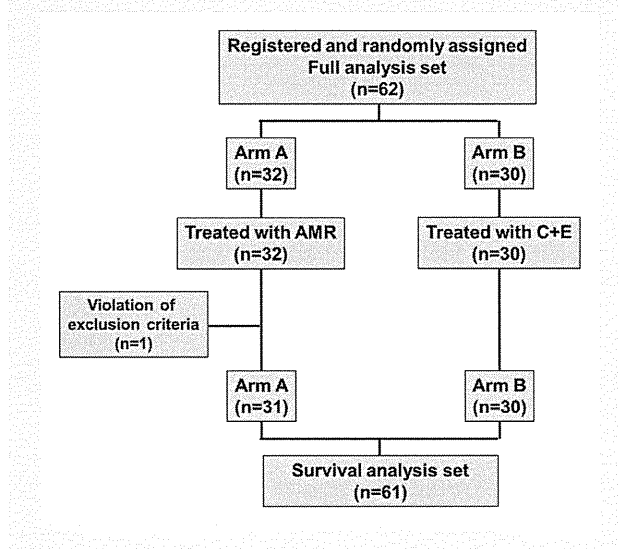 Registered and randomly assigned
Full analysis set
(n=62)
Arm A
(n=32)
Arm B
(n=30)
Treated with AMR
(n=32)
Treated with C+E
(n=30)
Violation of
exclusion criteria
(n=1)
Arm A
(n=31)
Arm B
(n=30)
Survival analysis set
(n=61)